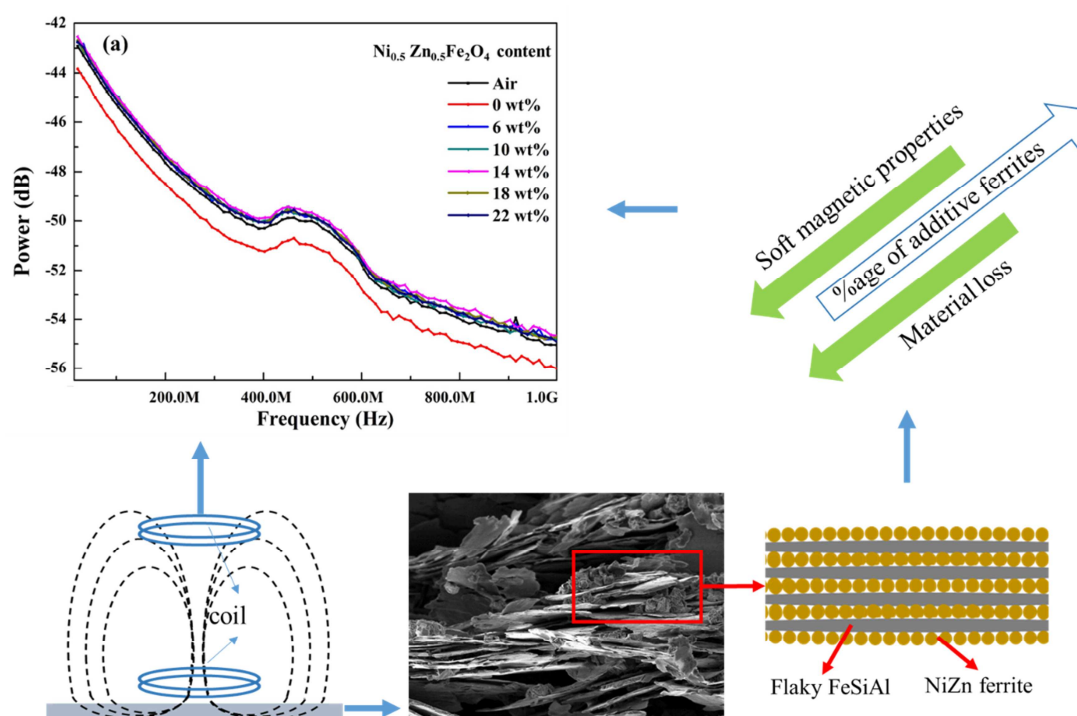 (a)
Ni0.5 Zn0.5Fe2O4 content
Air
0 wt%
6 wt%
10 wt%
14 wt%
18 wt%
22 wt%
Power (dB)
-42
-44
-46
-48
-50
-52
-54
-56
200.0M 400.0M 600.0M 800.0M 1.0G
Frequency (Hz)
Soft magnetic properties
%age of additive ferrites
Material loss
coil
Flaky FeSiAl
NiZn ferrite